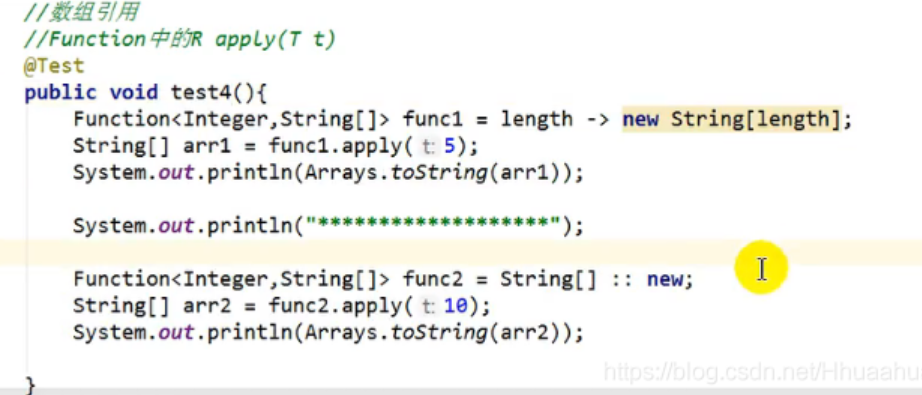 //数组引用
//Function中的R apply(T t)
@Test
public void test4(){
Function<Integer,String[]> func1 = length -> new String[length];
String[] arr1 = func1.apply( t: 5);
System.out.println(Arrays.toString(arr1));
System.out.println("*******************");
Function<Integer,String[]> func2 = String[] :: new;
String[] arr2 = func2.apply( t: 10);
System.out.println(Arrays.toString(arr2));
https://blog.csdn.net/Hhuaahua
}